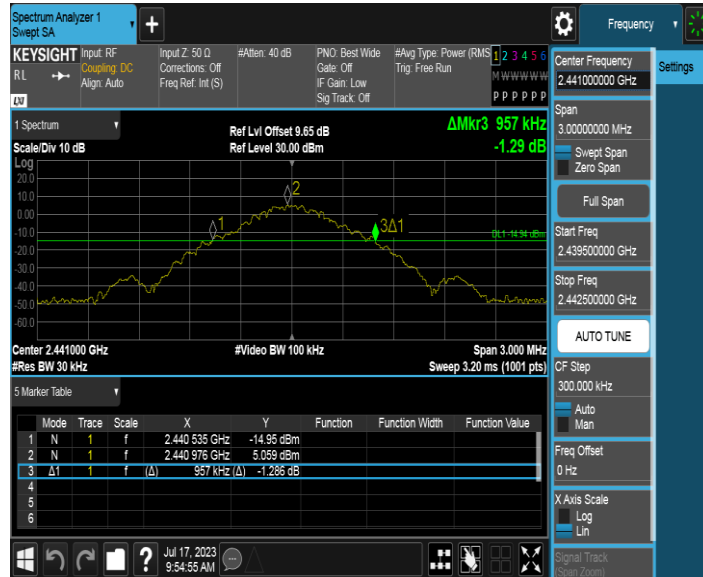 Spectrum Analyzer 1
Swept SA
+
Frequency
KEYSIGHT
RL
LXI
Input: RF
Coupling: DC
Align: Auto
Input Z: 50 Ω
Corrections: Off
Freq Ref: Int (S)
#Atten: 40 dB
PNO: Best Wide
Gate: Off
IF Gain: Low
Sig Track: Off
#Avg Type: Power (RMS
Trig: Free Run
1 2 3 4 5 6
M W W W W W
P P P P P P
1 Spectrum
Scale/Div 10 dB
Ref Lvl Offset 9.65 dB
Ref Level 30.00 dBm
ΔMkr3 957 kHz
-1.29 dB
Log
20.0
10.0
0.00
-10.0
-20.0
-30.0
-40.0
-50.0
-60.0
1
2
3Δ1
DL1 -14.94 dBm
Center 2.441000 GHz
#Res BW 30 kHz
#Video BW 100 kHz
Span 3.000 MHz
Sweep 3.20 ms (1001 pts)
5 Marker Table
Mode Trace Scale X Y Function Function Width Function Value
1 N 1 f 2.440 535 GHz -14.95 dBm
2 N 1 f 2.440 976 GHz 5.059 dBm
3 Δ1 1 f (Δ) 957 kHz (Δ) -1.286 dB
4
5
6
?
Jul 17, 2023
9:54:55 AM
Center Frequency
2.441000000 GHz
Span
3.00000000 MHz
Swept Span
Zero Span
Full Span
Start Freq
2.439500000 GHz
Stop Freq
2.442500000 GHz
AUTO TUNE
CF Step
300.000 kHz
Auto
Man
Freq Offset
0 Hz
X Axis Scale
Log
Lin
Signal Track
(Span Zoom)
Settings